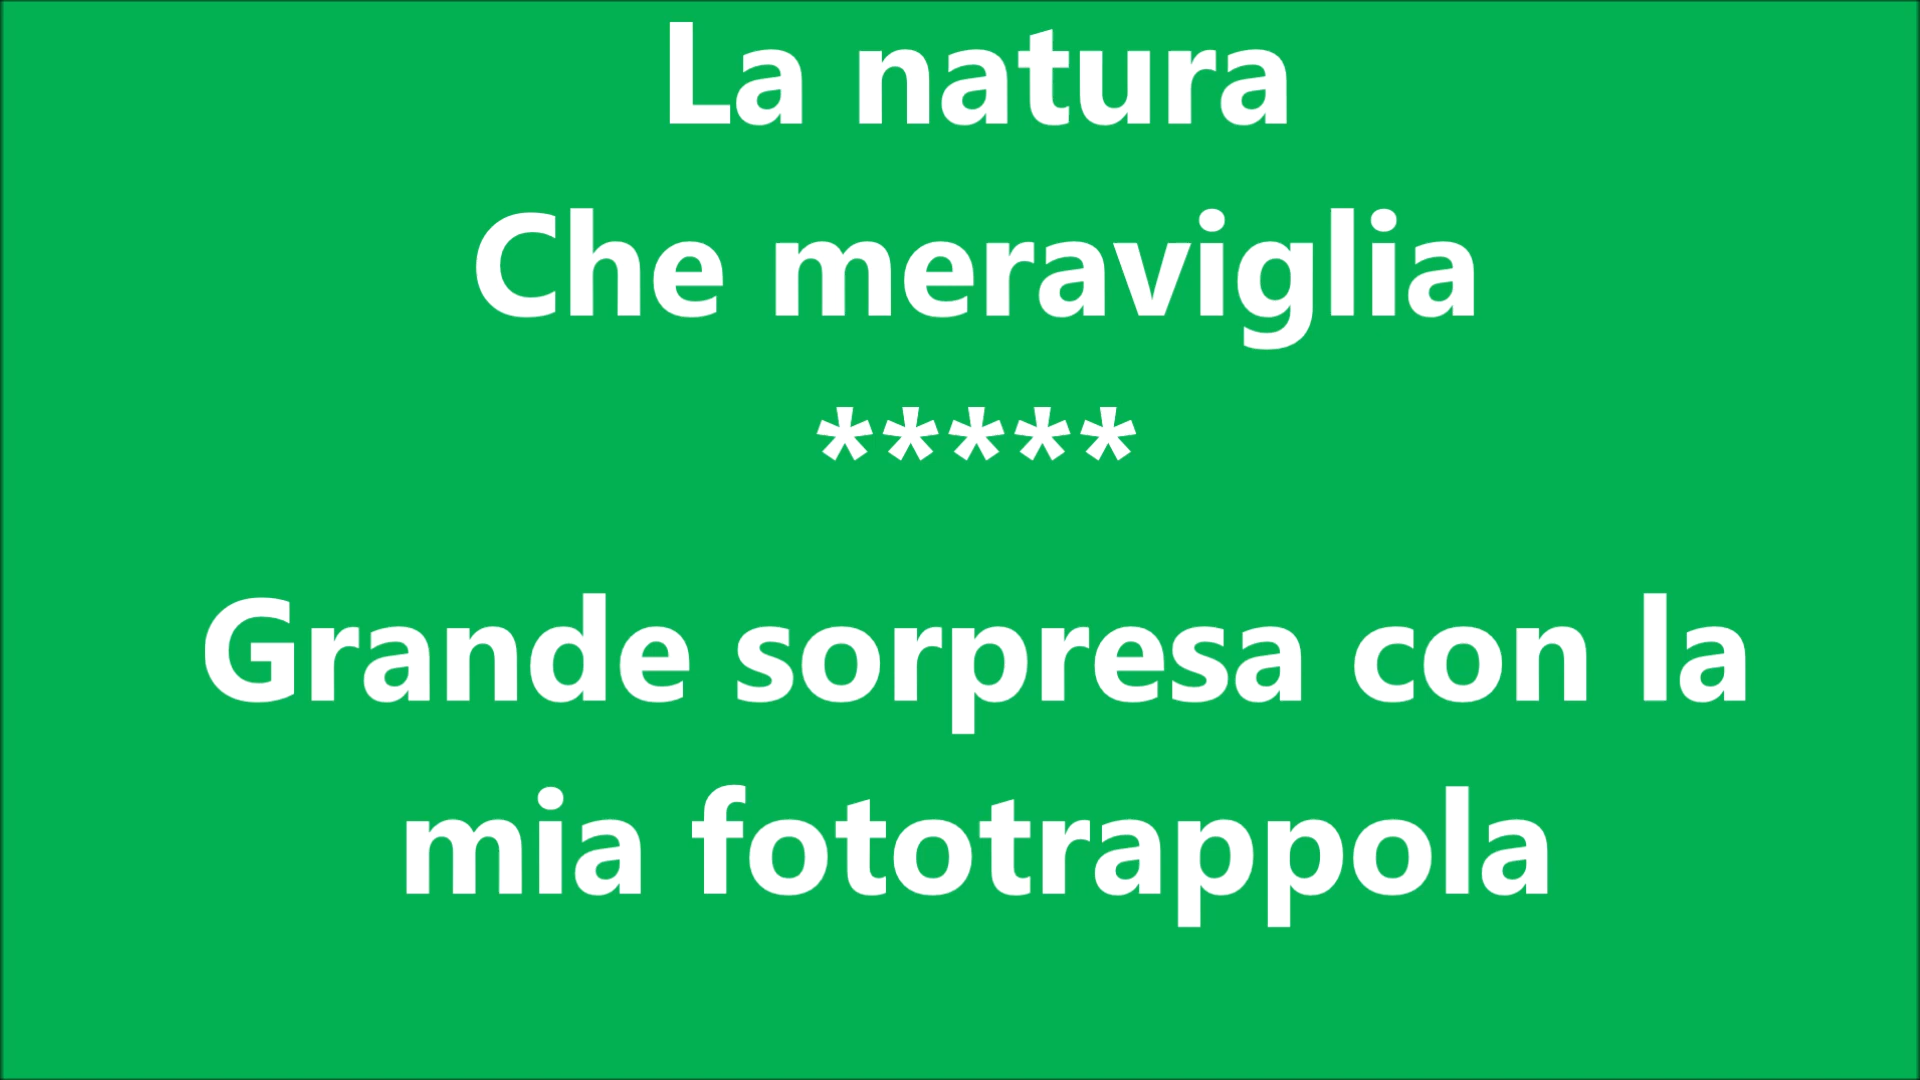 La natura
Che meraviglia
*****
Grande sorpresa con la
mia fototrappola